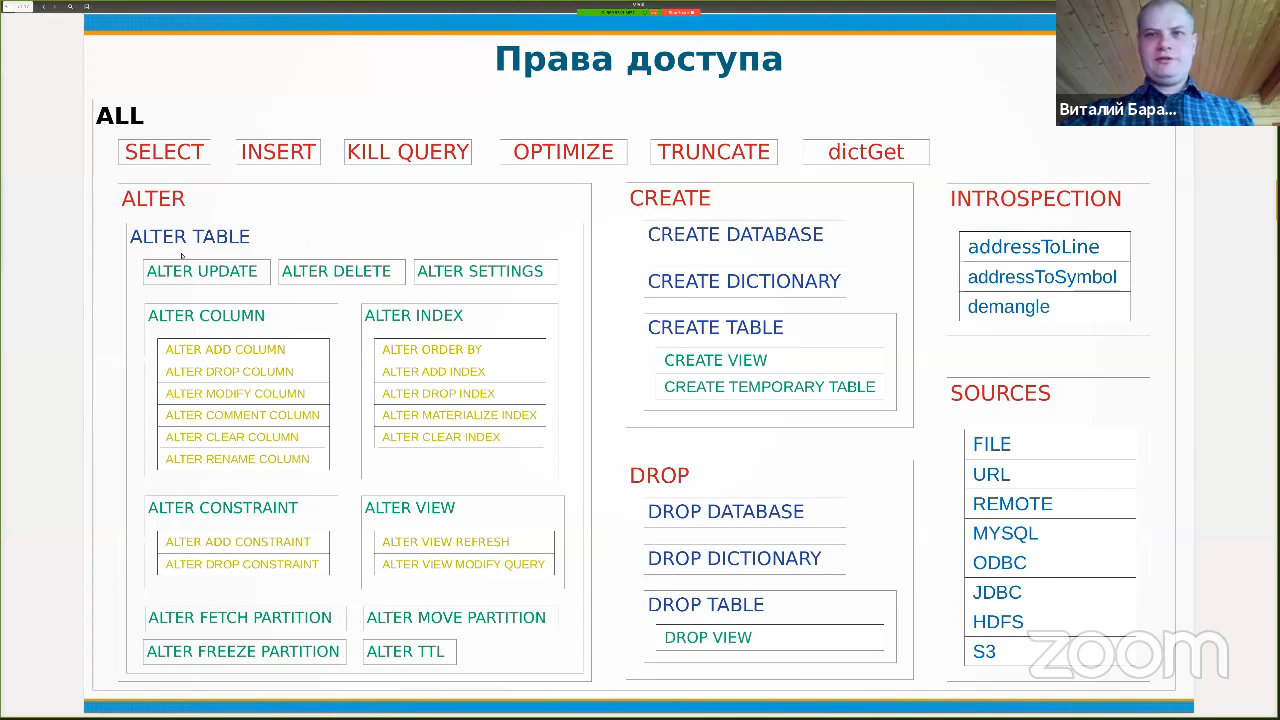 Права доступа
Виталий Бара...
ALL
SELECT
INSERT
KILL QUERY
OPTIMIZE
TRUNCATE
dictGet
ALTER
ALTER TABLE
ALTER UPDATE
ALTER DELETE
ALTER SETTINGS
ALTER COLUMN
ALTER ADD COLUMN
ALTER DROP COLUMN
ALTER MODIFY COLUMN
ALTER COMMENT COLUMN
ALTER CLEAR COLUMN
ALTER RENAME COLUMN
ALTER INDEX
ALTER ORDER BY
ALTER ADD INDEX
ALTER DROP INDEX
ALTER MATERIALIZE INDEX
ALTER CLEAR INDEX
ALTER CONSTRAINT
ALTER ADD CONSTRAINT
ALTER DROP CONSTRAINT
ALTER VIEW
ALTER VIEW REFRESH
ALTER VIEW MODIFY QUERY
ALTER FETCH PARTITION
ALTER MOVE PARTITION
ALTER FREEZE PARTITION
ALTER TTL
CREATE
CREATE DATABASE
CREATE DICTIONARY
CREATE TABLE
CREATE VIEW
CREATE TEMPORARY TABLE
DROP
DROP DATABASE
DROP DICTIONARY
DROP TABLE
DROP VIEW
INTROSPECTION
addressToLine
addressToSymbol
demangle
SOURCES
FILE
URL
REMOTE
MYSQL
ODBC
JDBC
HDFS
S3
zoom